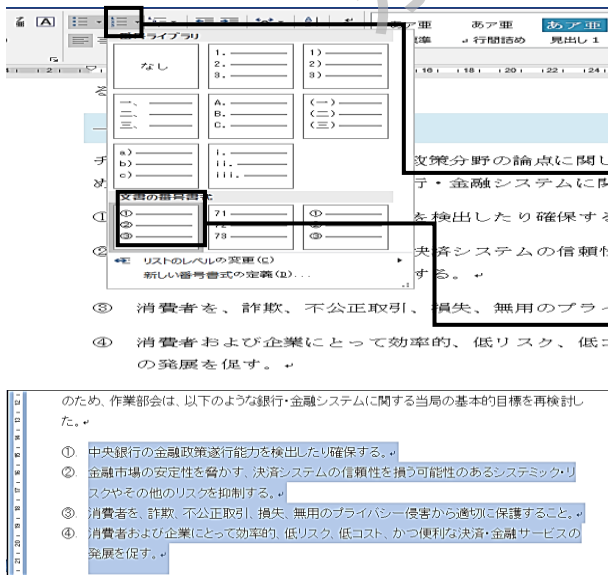 あア亜 あア亜
標準 ↲行間詰め 見出し 1
番号ライブラリ
なし
1.
2.
3.
1)
2)
3)
一、
二、
三、
A.
B.
C.
(一)
(二)
(三)
a)
b)
c)
i.
ii.
iii.
文書の番号書式
①
②
③
71
72
73
①
②
③
リストのレベルの変更(C)
新しい番号書式の定義(D)...
政策分野の論点に関し
行・金融システムに関
① を検出したり確保する
② 決済システムの信頼性
する。↲
③ 消費者を、詐欺、不公正取引、損失、無用のプライ
④ 消費者および企業にとって効率的、低リスク、低コ
の発展を促す。↲
のため、作業部会は、以下のような銀行・金融システムに関する当局の基本的目標を再検討し
た。↲
① 中央銀行の金融政策遂行能力を検出したり確保する。↲
② 金融市場の安定性を脅かす、決済システムの信頼性を損う可能性のあるシステミック・リ
スクやその他のリスクを抑制する。↲
③ 消費者を、詐欺、不公正取引、損失、無用のプライバシー侵害から適切に保護すること。↲
④ 消費者および企業にとって効率的、低リスク、低コスト、かつ便利な決済・金融サービスの
発展を促す。↲